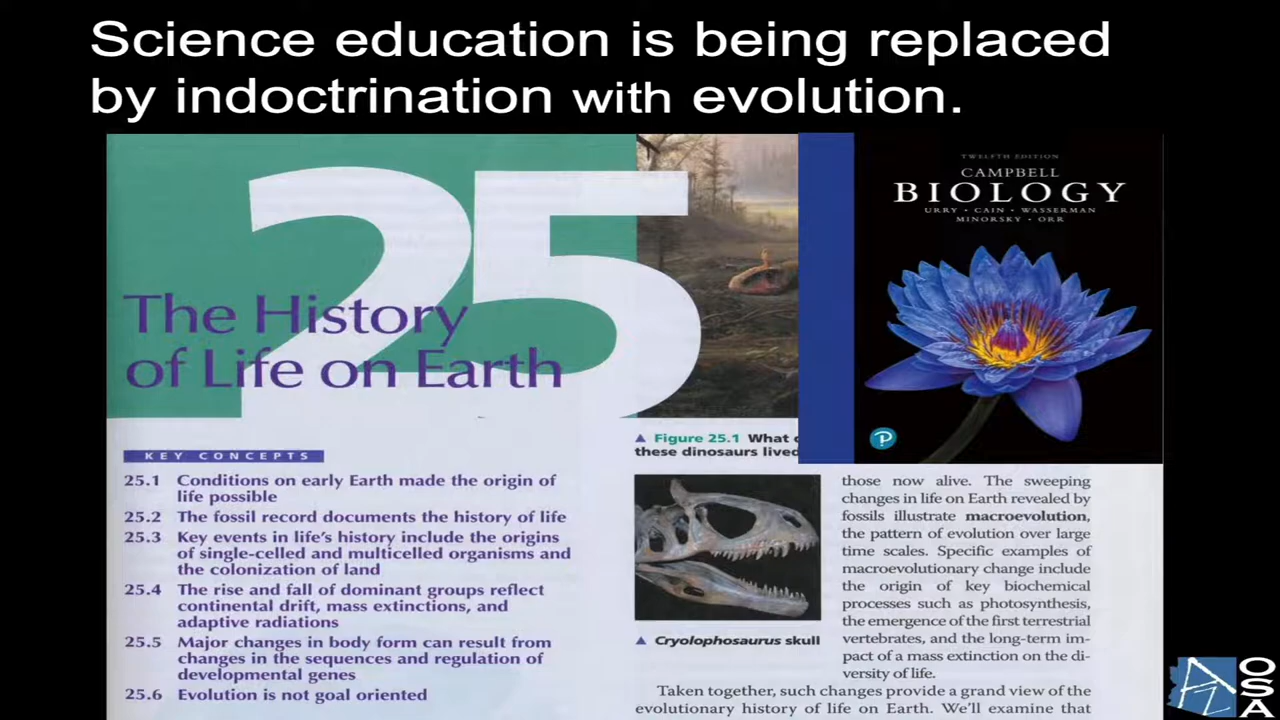 Science education is being replaced
by indoctrination with evolution.
25
The History
of Life on Earth
TWELFTH EDITION
CAMPBELL
BIOLOGY
URRY • CAIN • WASSERMAN
MINORSKY • ORR
KEY CONCEPTS
25.1 Conditions on early Earth made the origin of
life possible
25.2 The fossil record documents the history of life
25.3 Key events in life's history include the origins
of single-celled and multicelled organisms and
the colonization of land
25.4 The rise and fall of dominant groups reflect
continental drift, mass extinctions, and
adaptive radiations
25.5 Major changes in body form can result from
changes in the sequences and regulation of
developmental genes
25.6 Evolution is not goal oriented
▲ Figure 25.1 What
these dinosaurs lived
▲ Cryolophosaurus skull
those now alive. The sweeping
changes in life on Earth revealed by
fossils illustrate macroevolution,
the pattern of evolution over large
time scales. Specific examples of
macroevolutionary change include
the origin of key biochemical
processes such as photosynthesis,
the emergence of the first terrestrial
vertebrates, and the long-term im-
pact of a mass extinction on the di-
versity of life.
Taken together, such changes provide a grand view of the
evolutionary history of life on Earth. We'll examine that
P
AZ
OSA